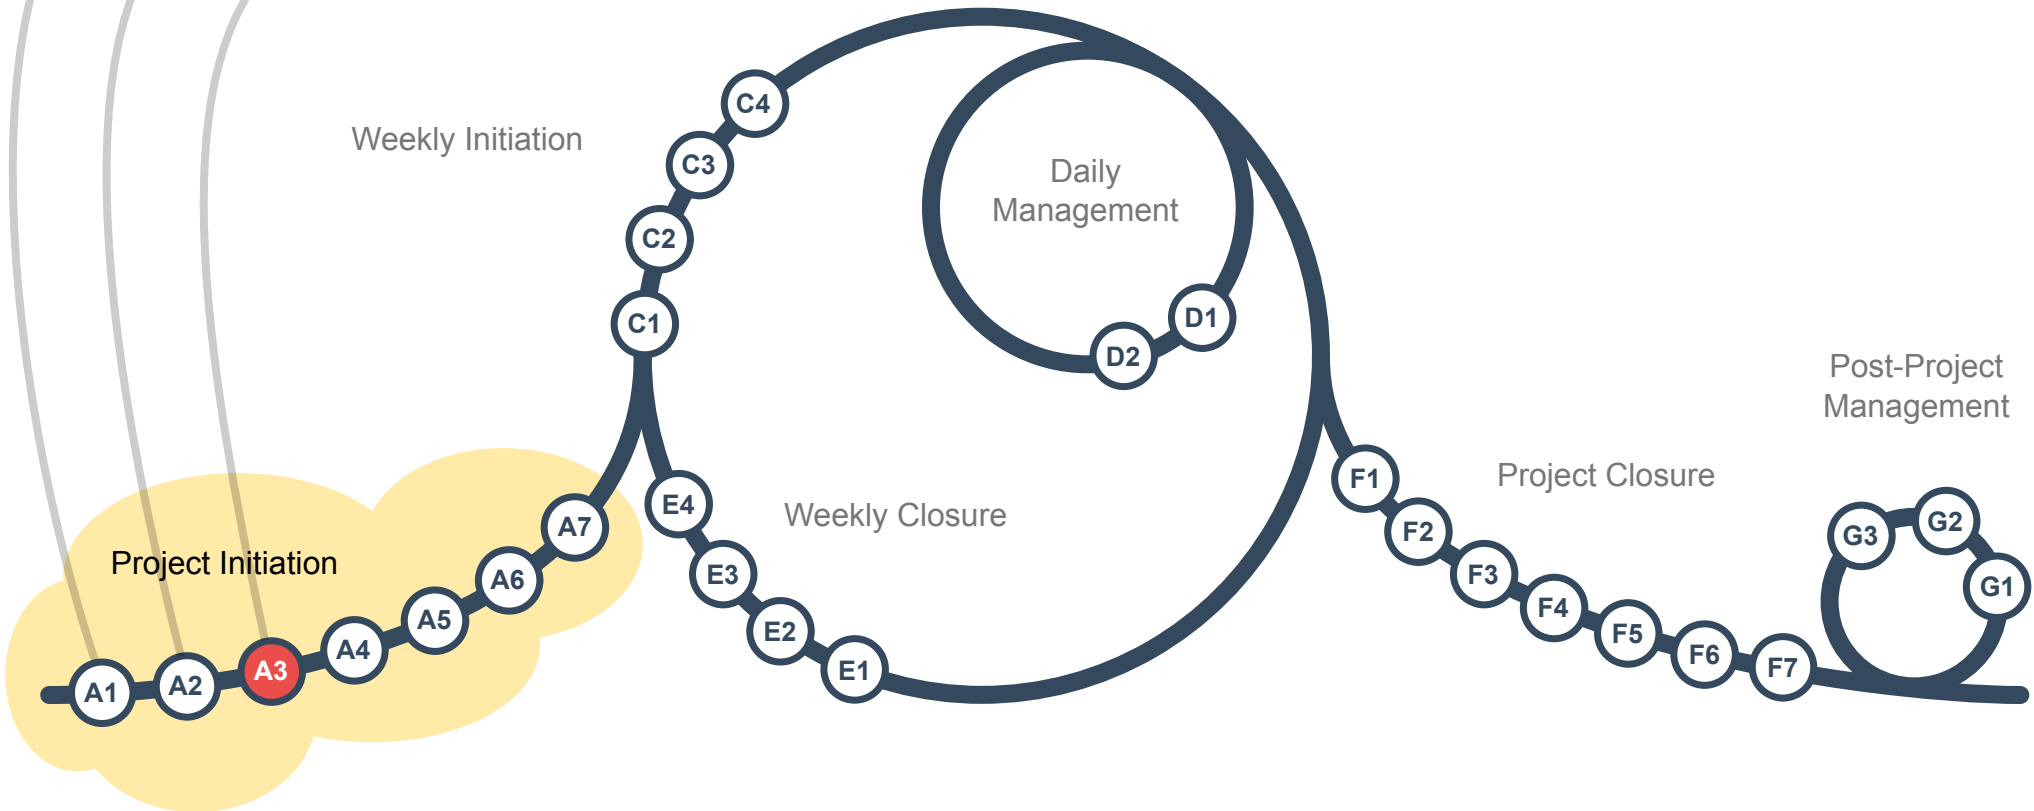 Weekly Initiation
C4
C3
C2
C1
Daily
Management
D1
D2
Project Initiation
A1
A2
A3
A4
A5
A6
A7
Weekly Closure
E4
E3
E2
E1
Project Closure
F1
F2
F3
F4
F5
F6
F7
Post-Project
Management
G3
G2
G1